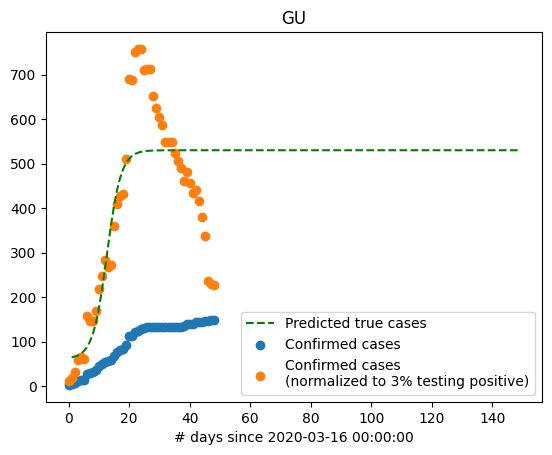 GU
700
600
500
400
300
200
100
0
Predicted true cases
Confirmed cases
Confirmed cases
(normalized to 3% testing positive)
0 20 40 60 80 100 120 140
# days since 2020-03-16 00:00:00